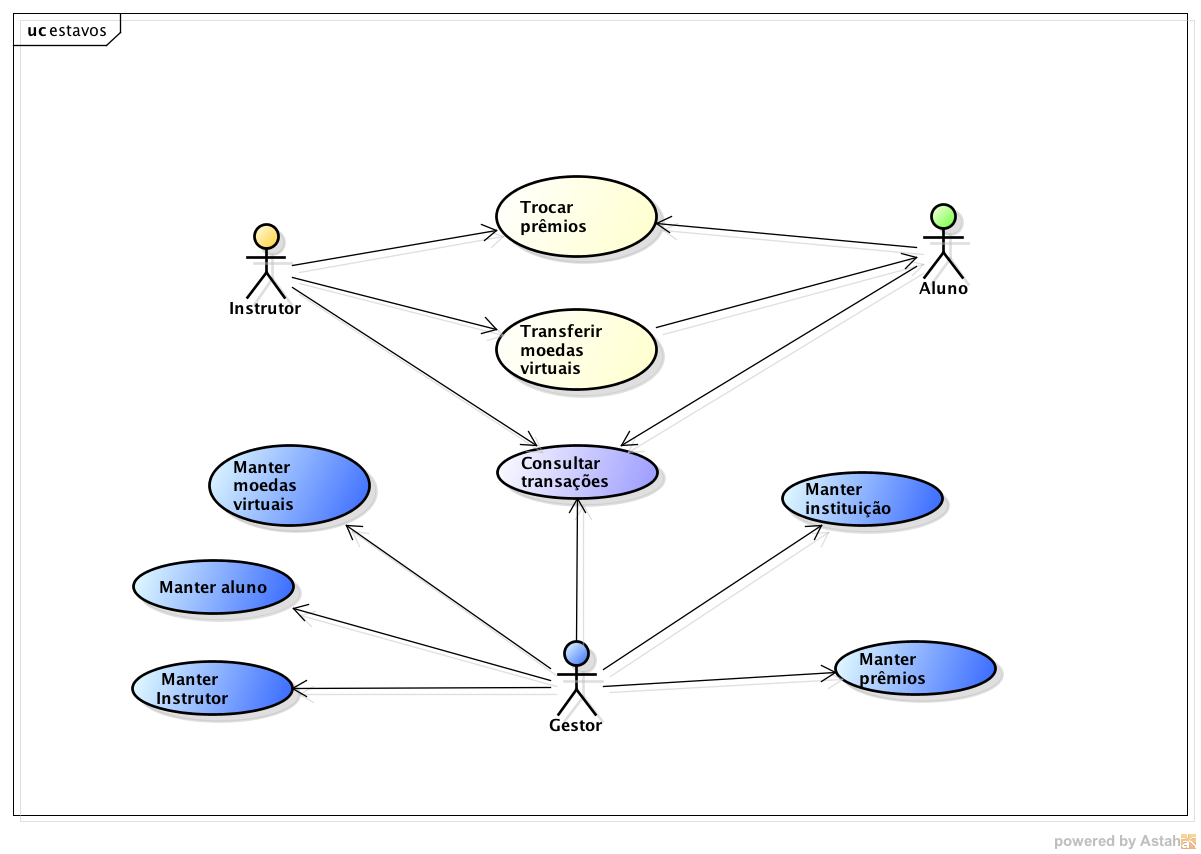 uc estavos
Trocar
prêmios
Instrutor
Aluno
Transferir
moedas
virtuais
Consultar
transações
Manter
moedas
virtuais
Manter
instituição
Manter aluno
Manter
Instrutor
Manter
prêmios
Gestor
powered by Astah